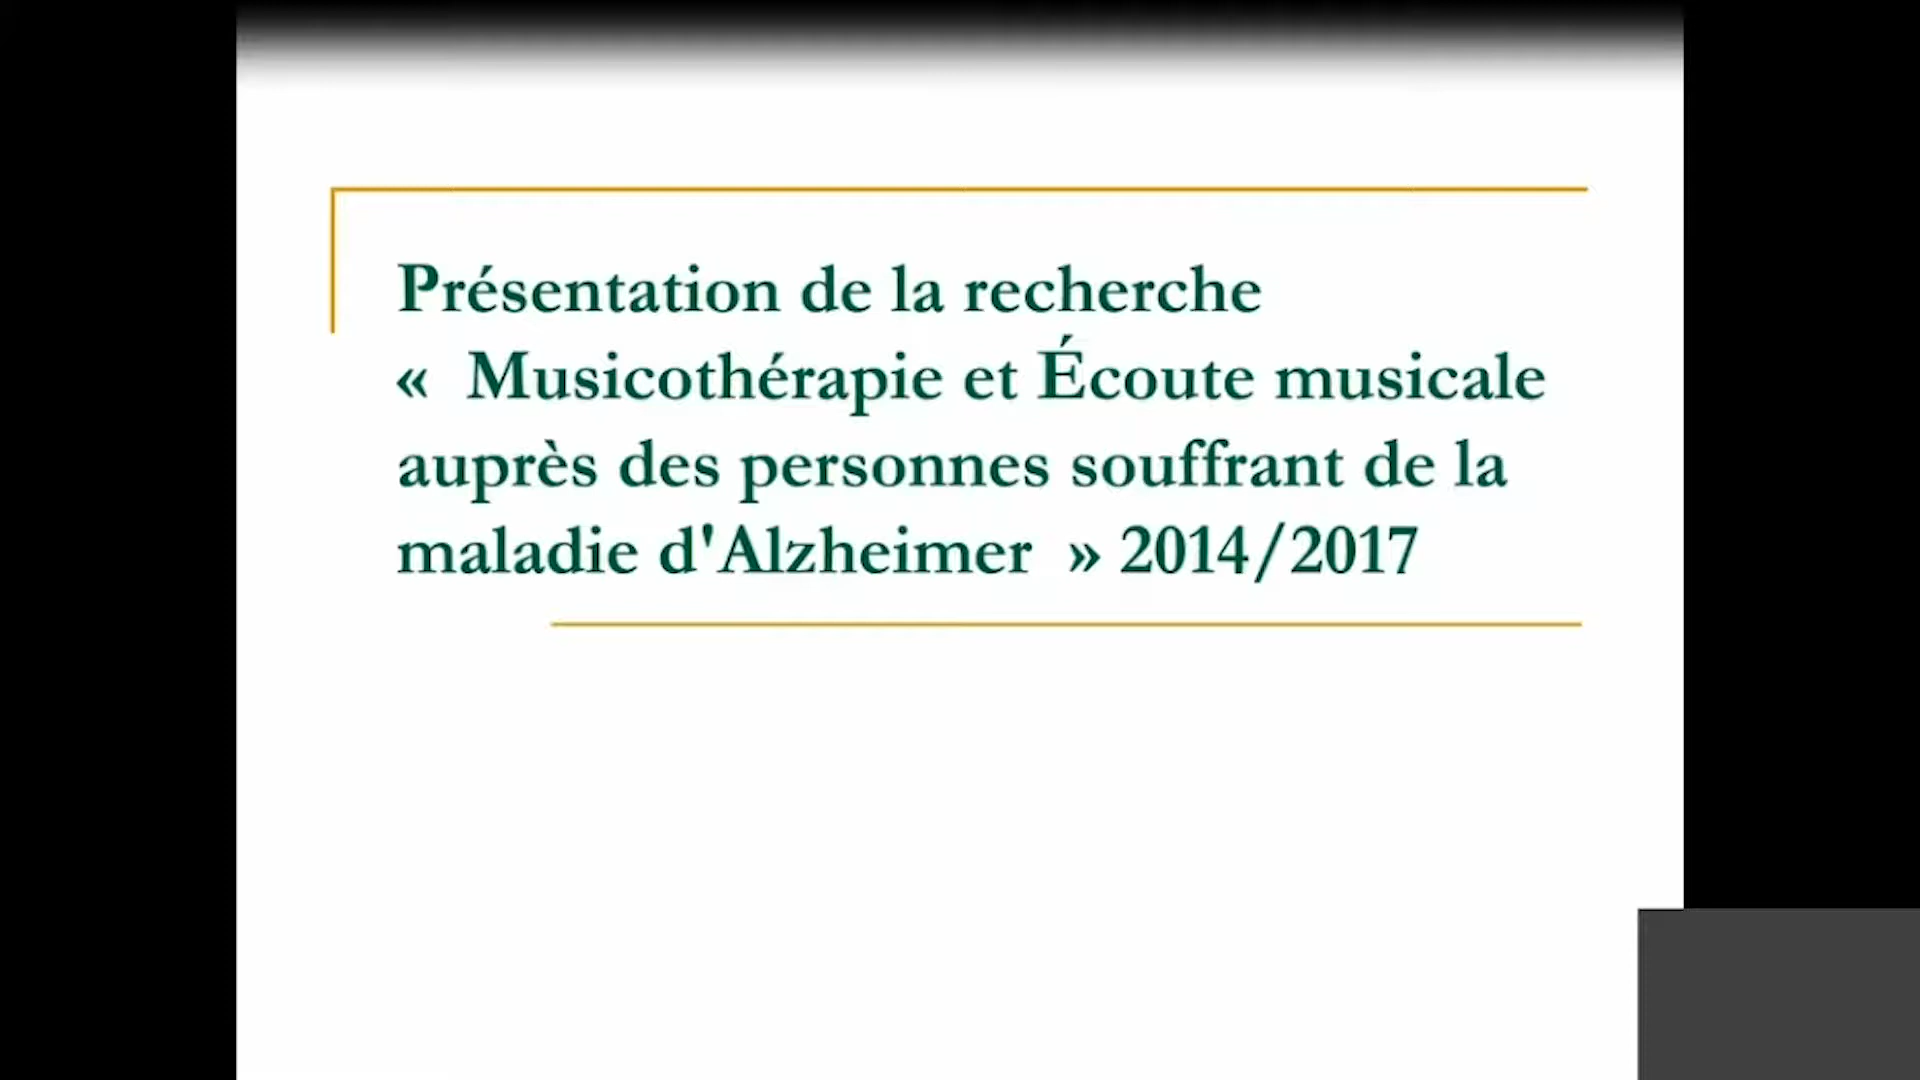 Présentation de la recherche
«  Musicothérapie et Écoute musicale
auprès des personnes souffrant de la
maladie d'Alzheimer  » 2014/2017